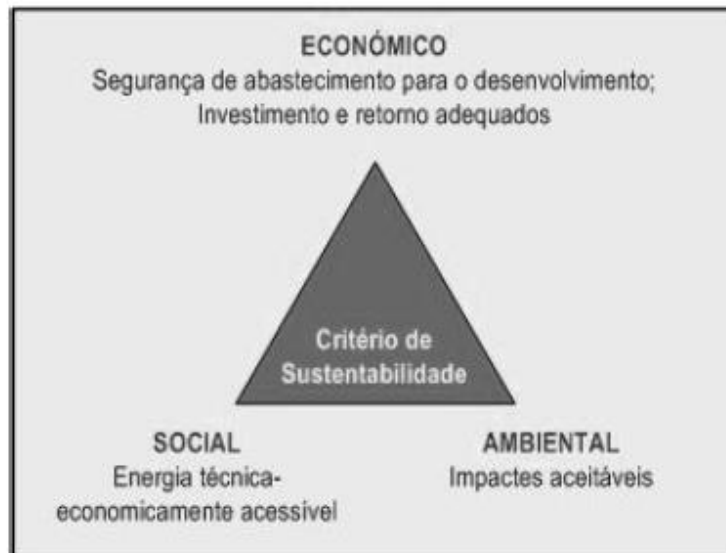 ECONÓMICO
Segurança de abastecimento para o desenvolvimento;
Investimento e retorno adequados
Critério de
Sustentabilidade
SOCIAL
Energia técnica-
economicamente acessível
AMBIENTAL
Impactes aceitáveis